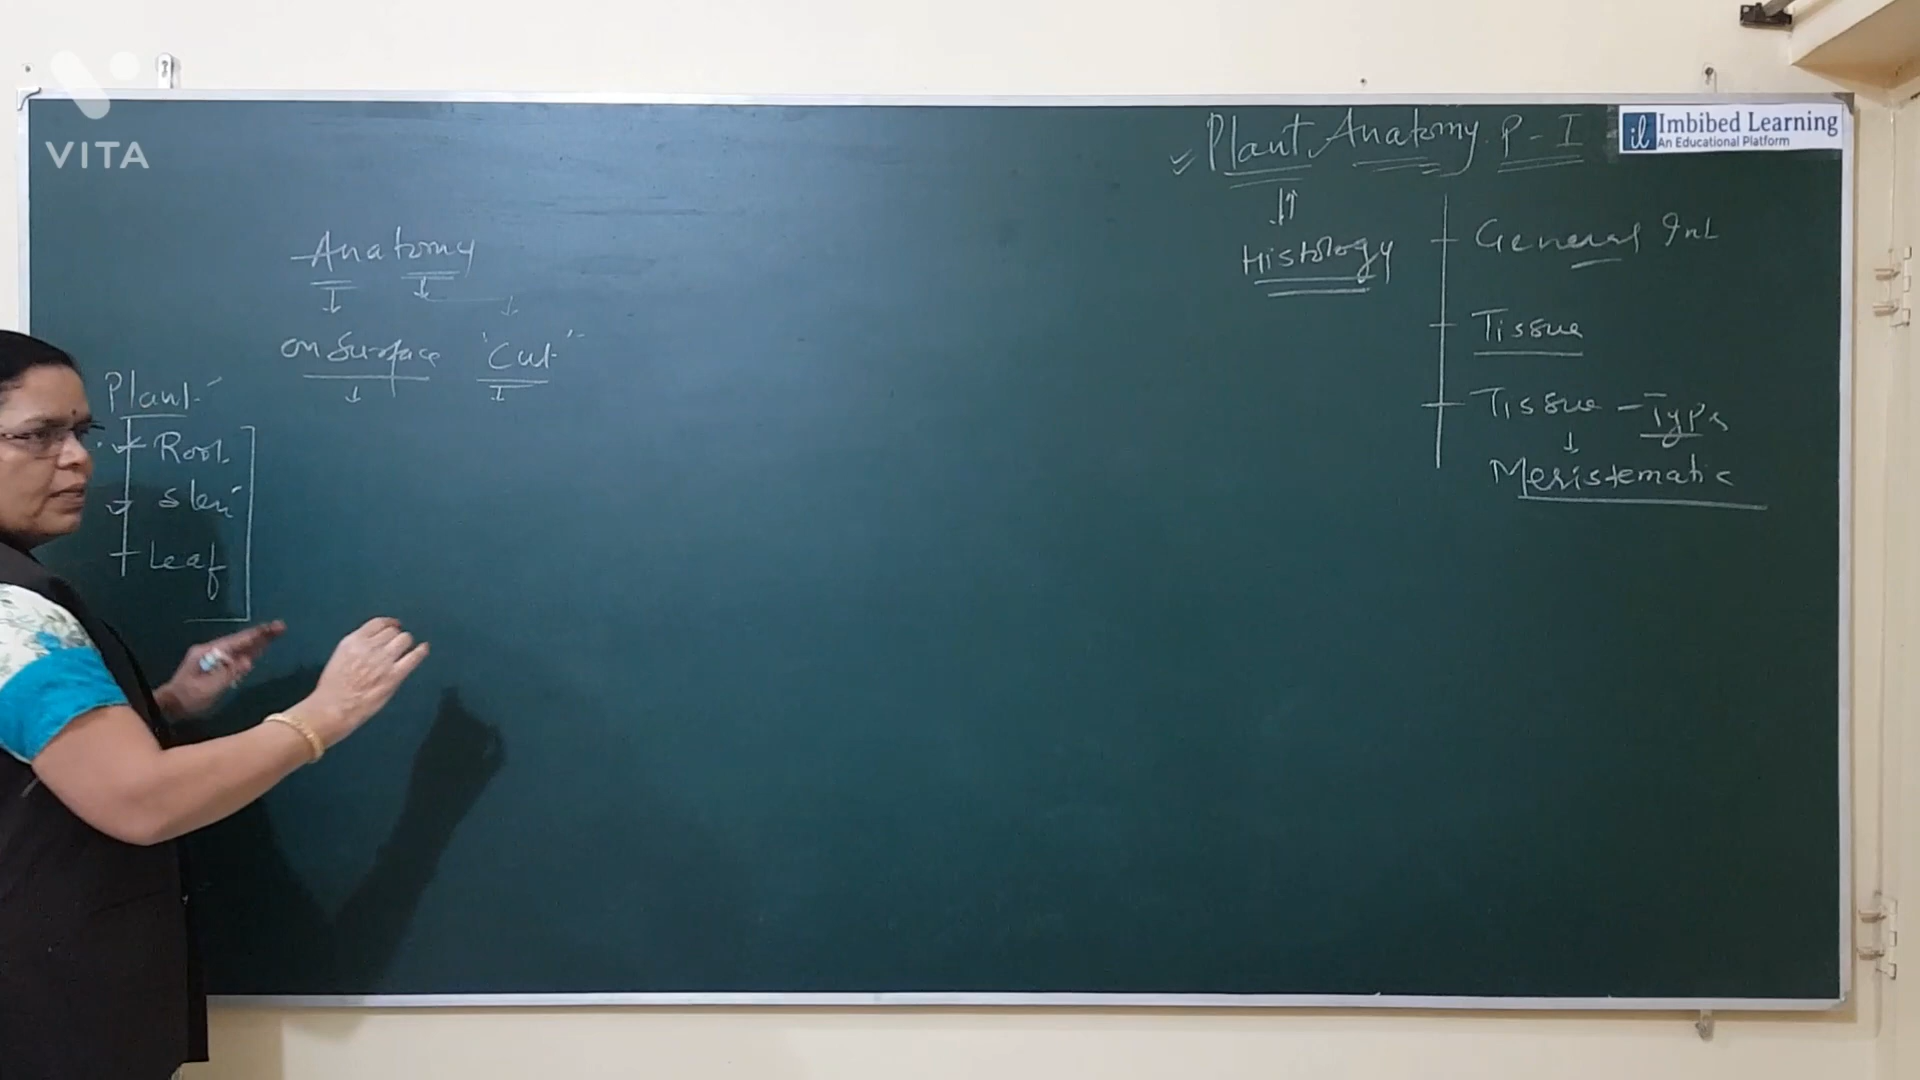 VITA
Imbibed Learning
An Educational Platform
Plant Anatomy. P - I
Histology
General Int
Tissue
Tissue - Types
Meristematic
Anatomy
on Surface "Cut"
Plant
Root
Stem
Leaf